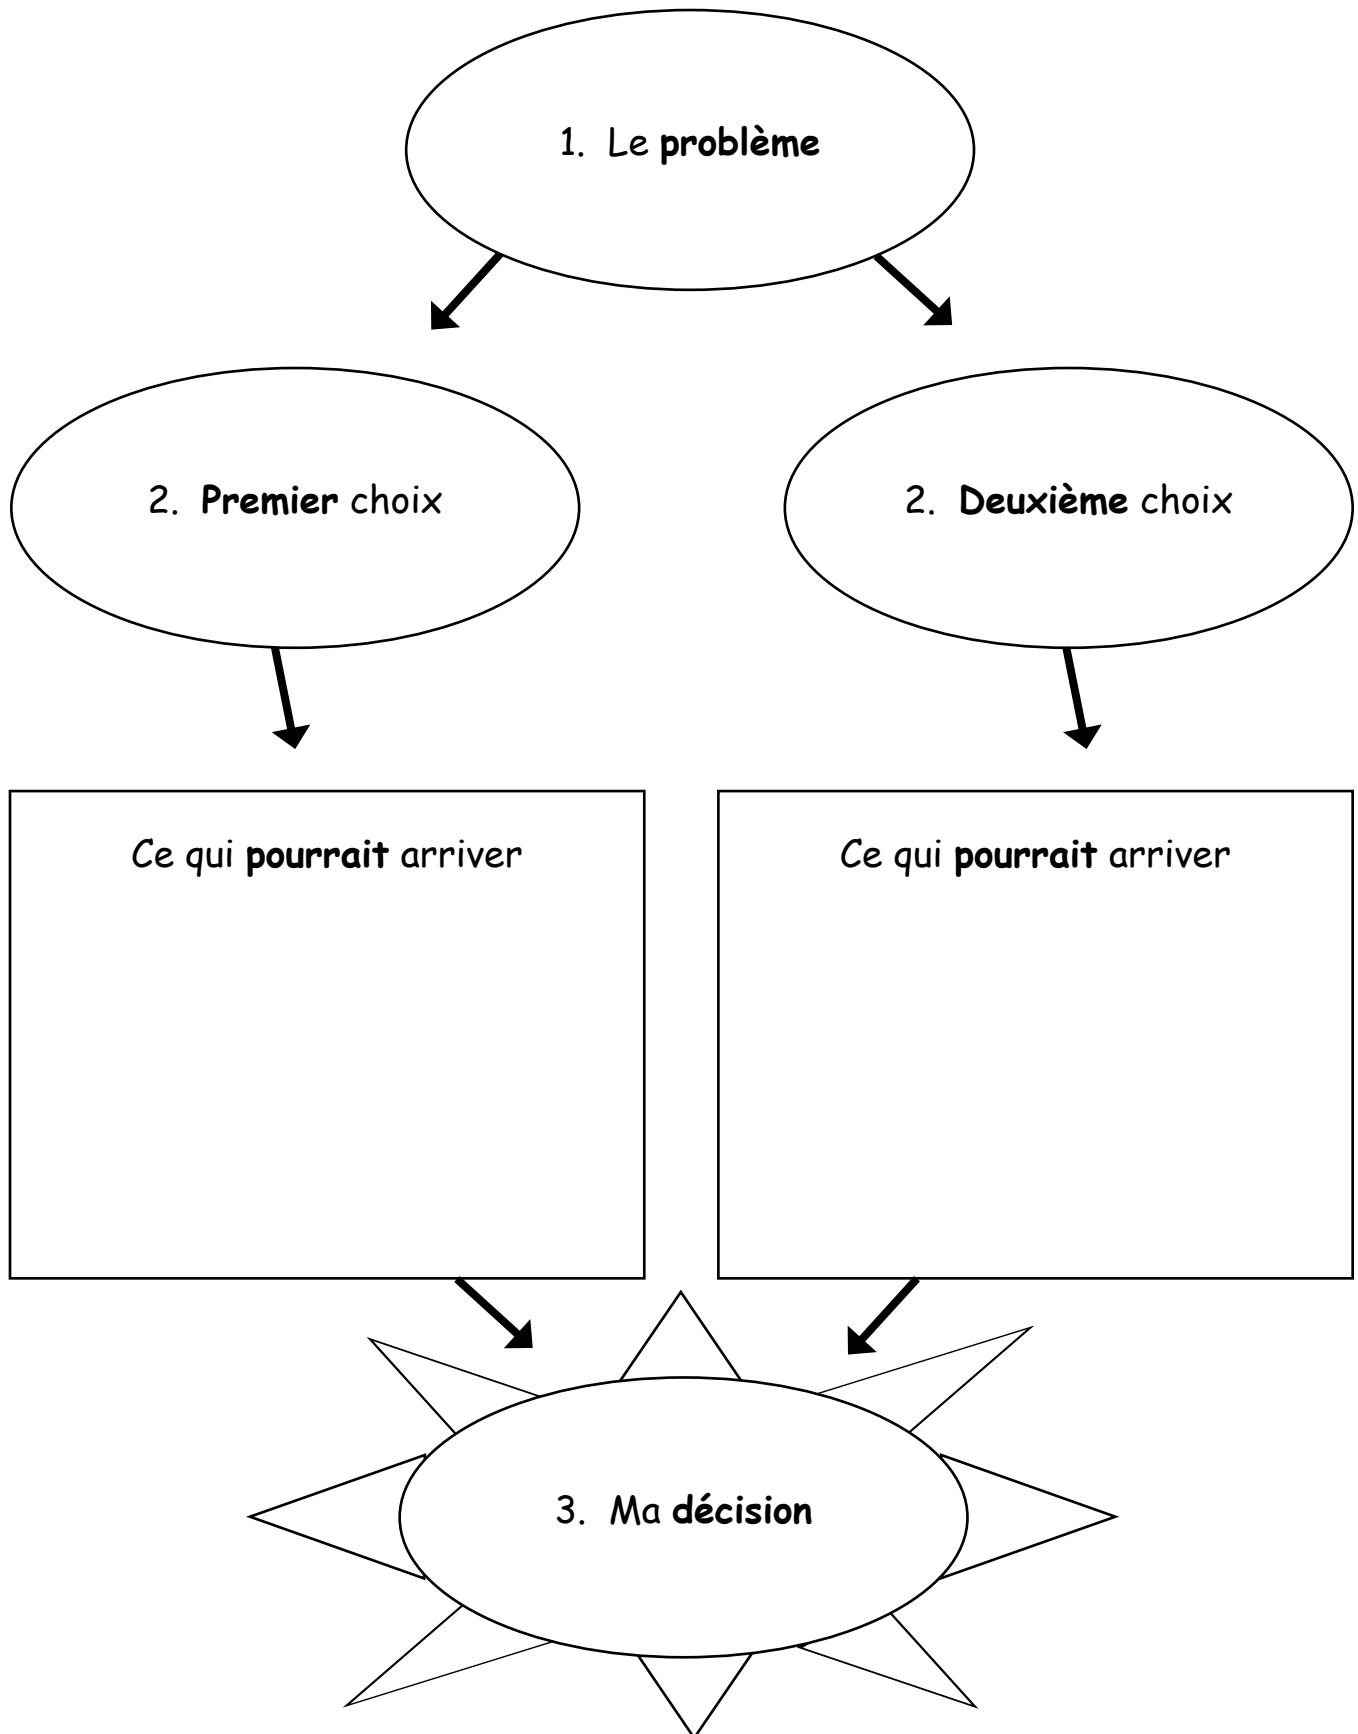 1. Le problème
2. Premier choix
2. Deuxième choix
Ce qui pourrait arriver
Ce qui pourrait arriver
3. Ma décision